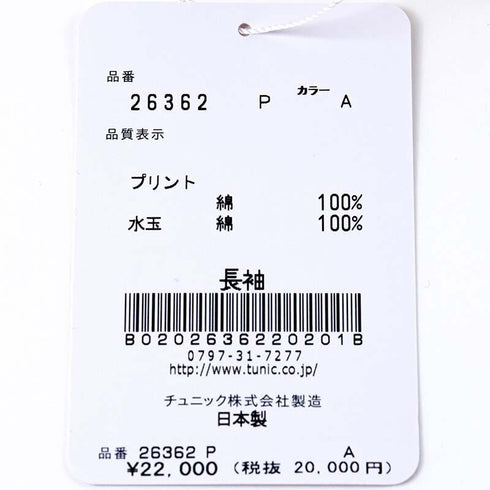 品番
26362 P カラー A
品質表示
プリント
綿 100%
水玉 綿 100%
長袖
B0202636220201B
0797-31-7277
http://www.tunic.co.jp/
チュニック株式会社製造
日本製
品番 26362 P A
¥22,000 (税抜 20,000円)